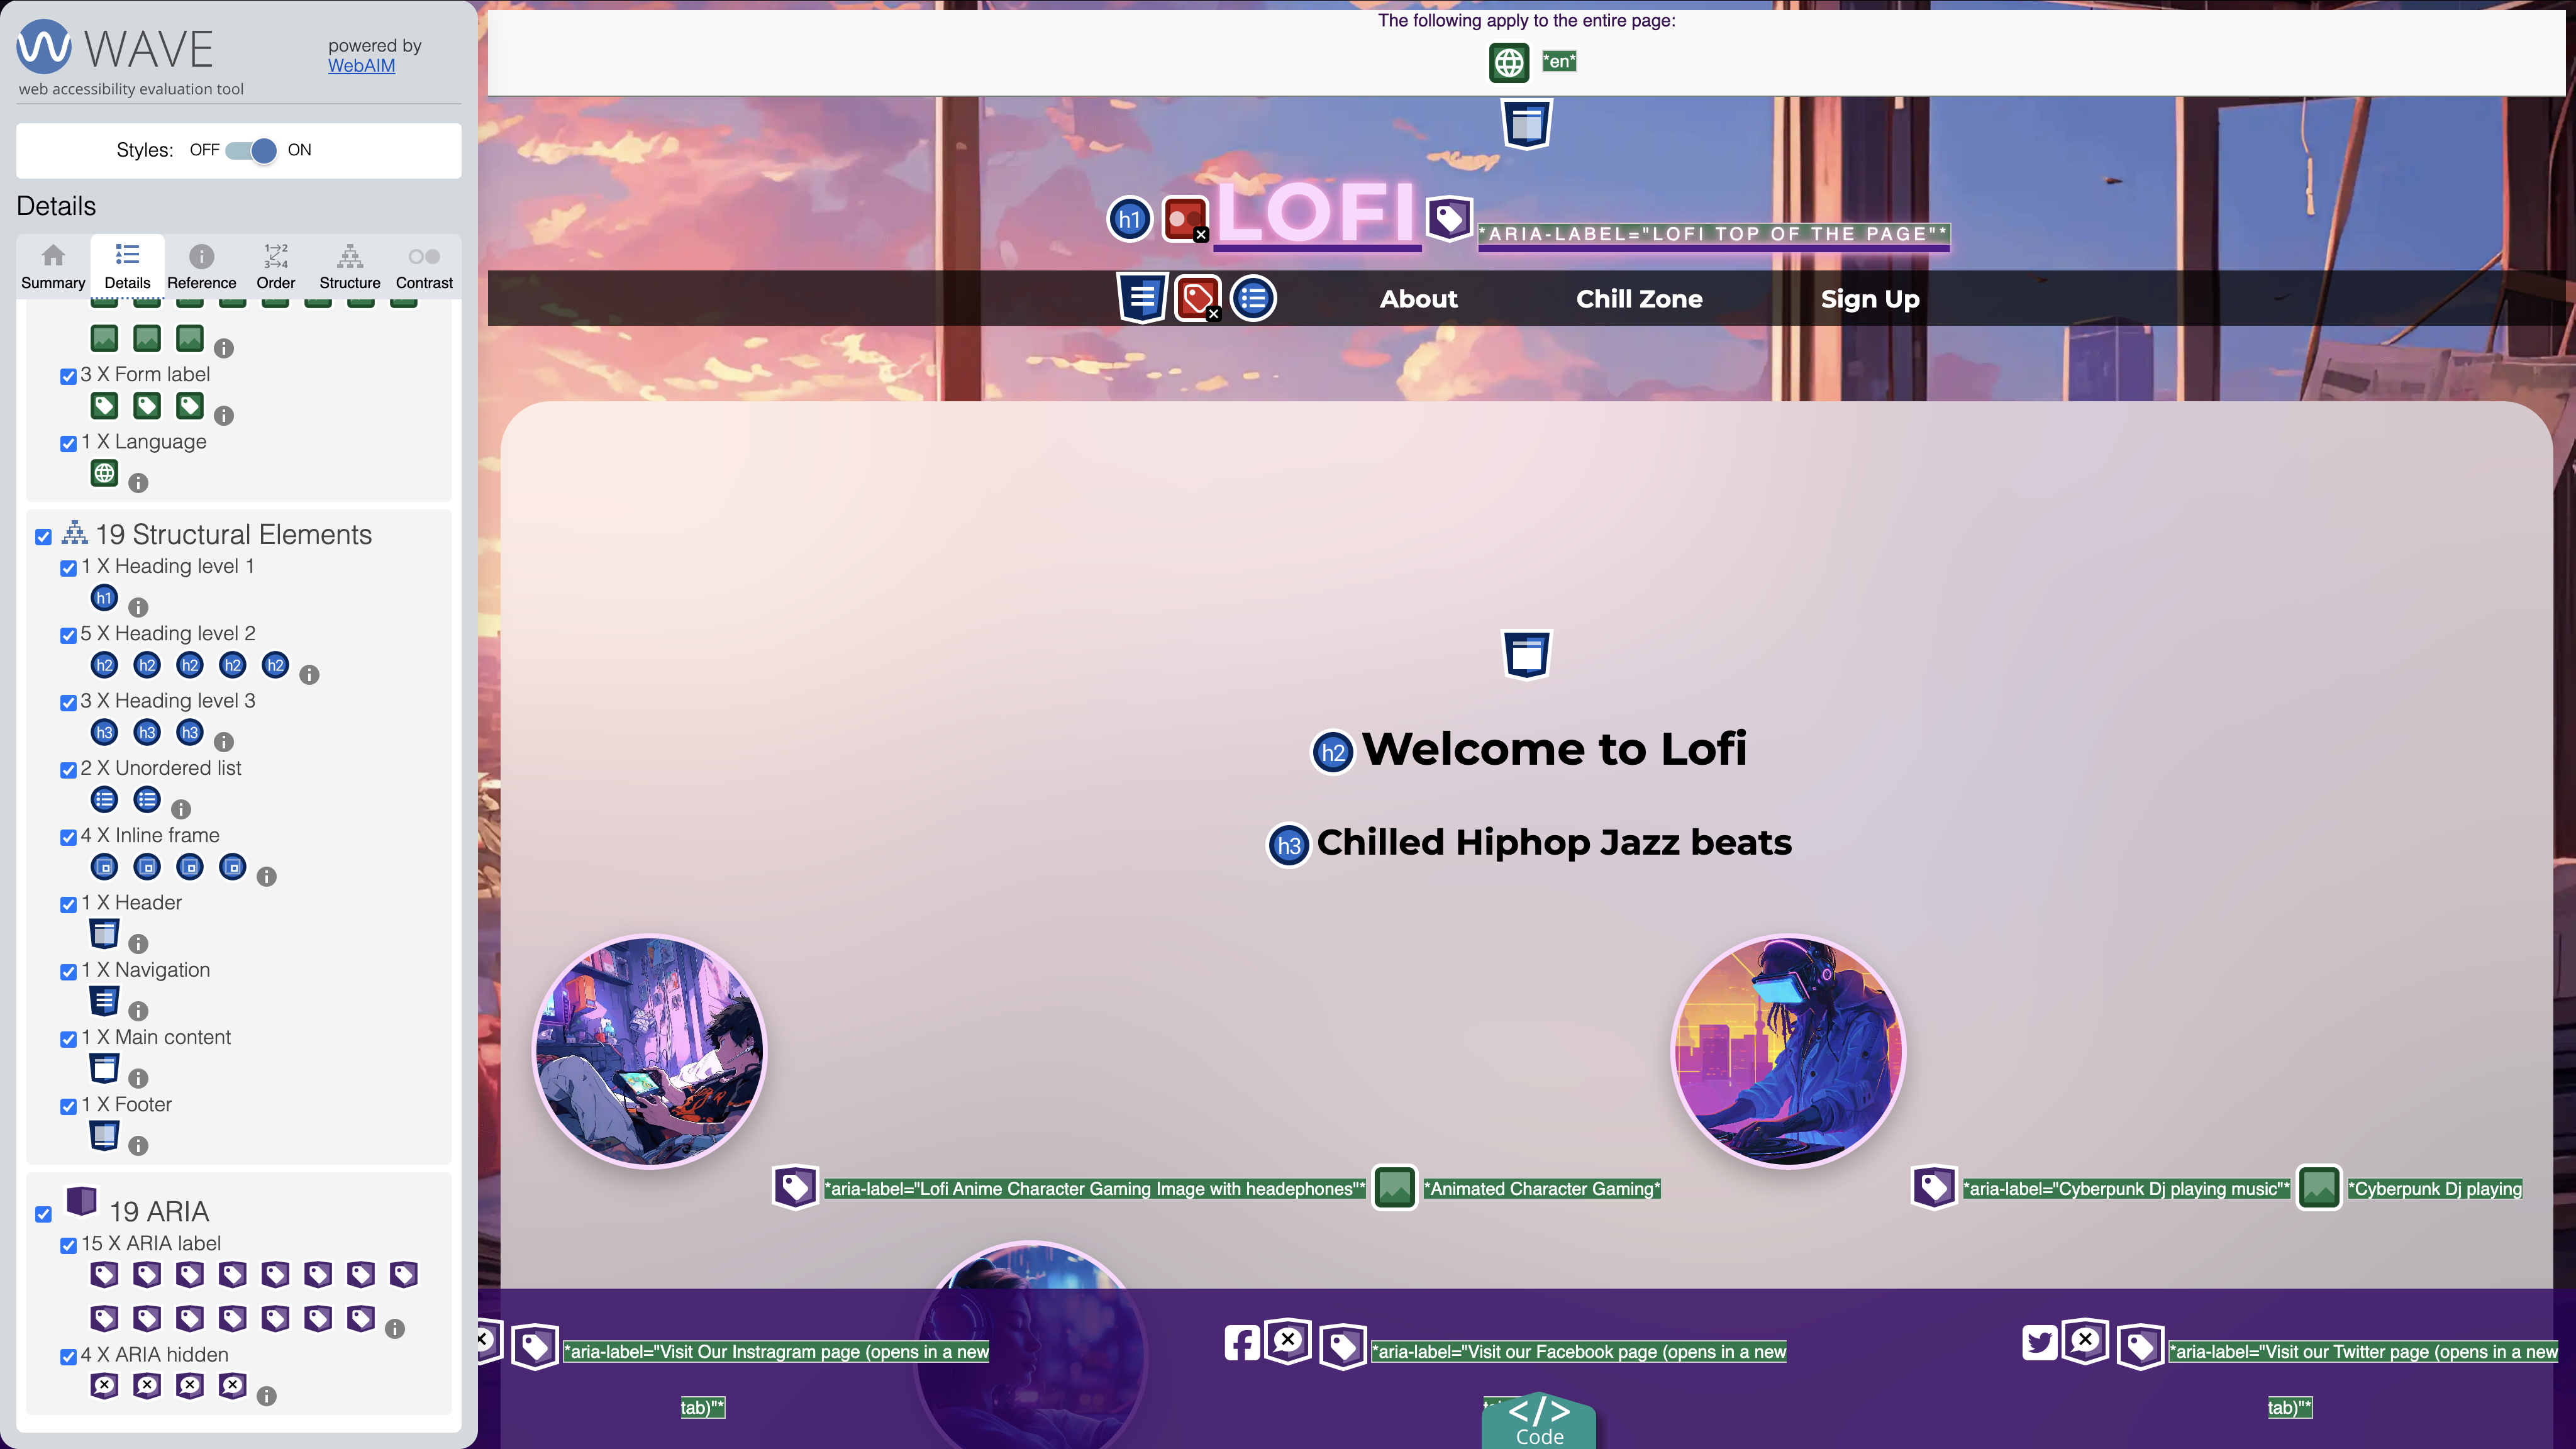 WAVE
powered by
WebAIM
web accessibility evaluation tool
Styles: OFF ON
Details
Summary Details Reference Order Structure Contrast
3 X Form label
1 X Language
19 Structural Elements
1 X Heading level 1
h1
5 X Heading level 2
h2 h2 h2 h2 h2
3 X Heading level 3
h3 h3 h3
2 X Unordered list
4 X Inline frame
1 X Header
1 X Navigation
1 X Main content
1 X Footer
19 ARIA
15 X ARIA label
4 X ARIA hidden
The following apply to the entire page:
*en*
h1 LOFI *ARIA-LABEL="LOFI TOP OF THE PAGE"*
About Chill Zone Sign Up
h2 Welcome to Lofi
h3 Chilled Hiphop Jazz beats
*aria-label="Lofi Anime Character Gaming Image with headphones"* *Animated Character Gaming*
*aria-label="Cyberpunk Dj playing music"* *Cyberpunk Dj playing
*aria-label="Visit Our Instragram page (opens in a new
tab)"*
*aria-label="Visit our Facebook page (opens in a new
*aria-label="Visit our Twitter page (opens in a new
tab)"*
</> Code